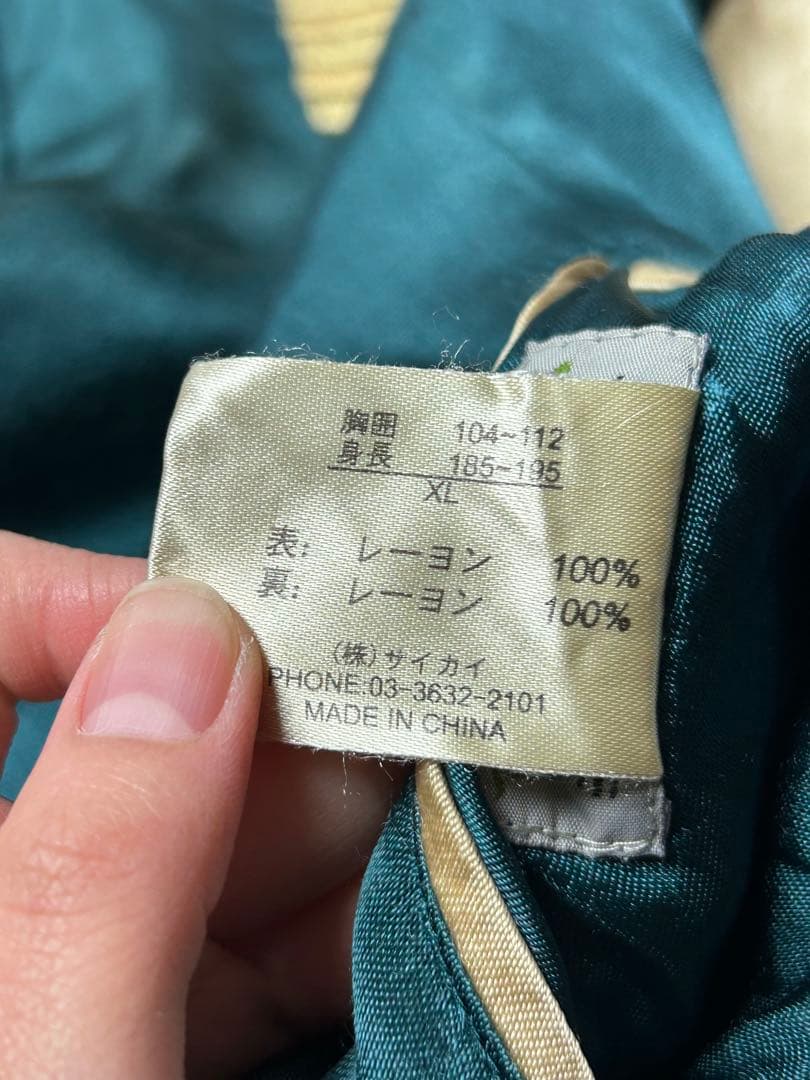 胸囲 104~112
身長 185~195
XL
表: レーヨン 100%
裏: レーヨン 100%
(株)サイカイ
PHONE:03-3632-2101
MADE IN CHINA